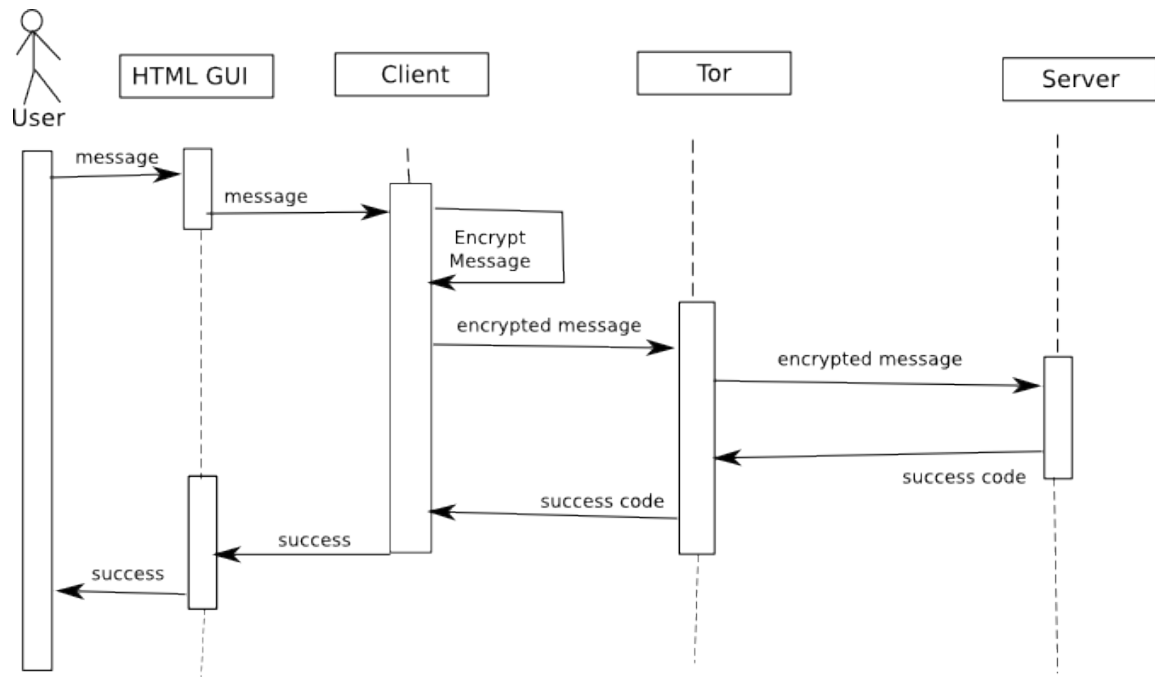 User
HTML GUI
Client
Tor
Server
message
message
Encrypt
Message
encrypted message
encrypted message
success code
success code
success
success